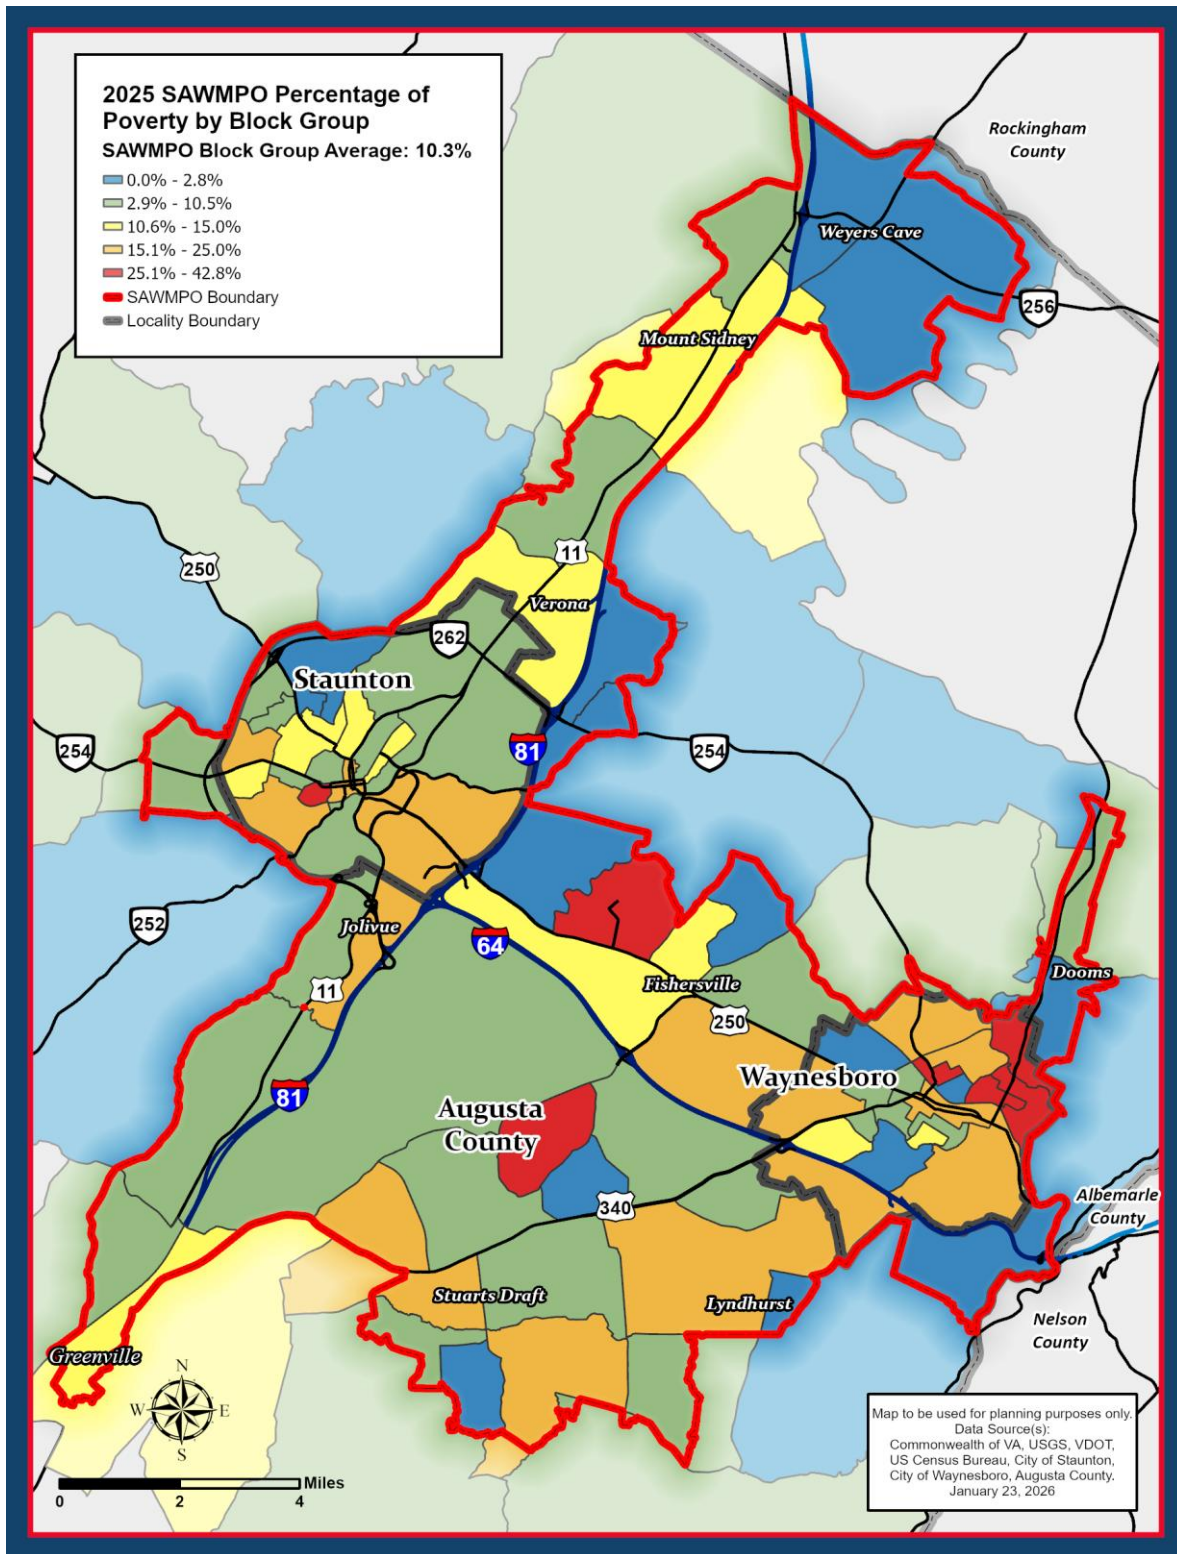 2025 SAWMPO Percentage of
Poverty by Block Group
SAWMPO Block Group Average: 10.3%
0.0% - 2.8%
2.9% - 10.5%
10.6% - 15.0%
15.1% - 25.0%
25.1% - 42.8%
SAWMPO Boundary
Locality Boundary
Rockingham
County
Weyers Cave
256
Mount Sidney
11
250
Verona
262
Staunton
254
81
254
252
Jolivue
64
Dooms
Fishersville
11
250
Waynesboro
81
Augusta
County
340
Albemarle
County
Stuarts Draft
Lyndhurst
Nelson
County
Greenville
N
W
E
S
Miles
0
2
4
Map to be used for planning purposes only.
Data Source(s):
Commonwealth of VA, USGS, VDOT,
US Census Bureau, City of Staunton,
City of Waynesboro, Augusta County.
January 23, 2026